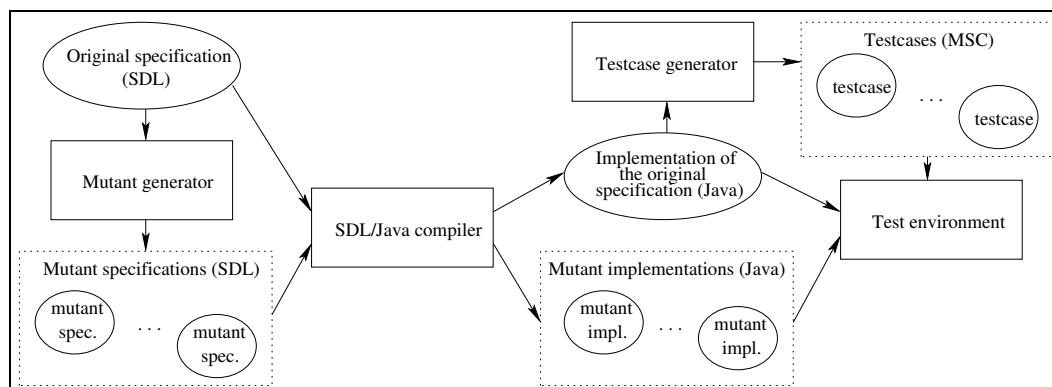 Original specification
(SDL)
Mutant generator
Mutant specifications (SDL)
mutant
spec.
. . .
mutant
spec.
SDL/Java compiler
Testcase generator
Implementation of
the original
specification (Java)
Mutant implementations (Java)
mutant
impl.
. . .
mutant
impl.
Testcases (MSC)
testcase
. . .
testcase
Test environment